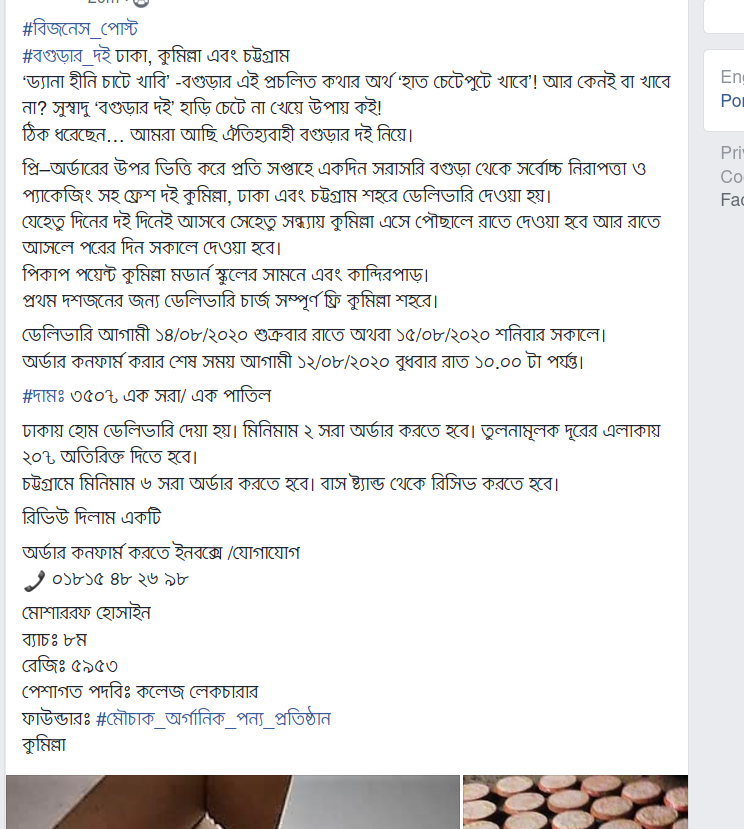 #বিজনেস_পোস্ট
#বগুড়ার_দই ঢাকা, কুমিল্লা এবং চট্টগ্রাম
‘ড্যানা হীনি চাটে খাবি’ -বগুড়ার এই প্রচলিত কথার অর্থ ‘হাত চেটেপুটে খাবে’! আর কেনই বা খাবে
না? সুস্বাদু ‘বগুড়ার দই’ হাড়ি চেটে না খেয়ে উপায় কই!
ঠিক ধরেছেন... আমরা আছি ঐতিহ্যবাহী বগুড়ার দই নিয়ে।
প্রি–অর্ডারের উপর ভিত্তি করে প্রতি সপ্তাহে একদিন সরাসরি বগুড়া থেকে সর্বোচ্চ নিরাপত্তা ও
প্যাকেজিং সহ ফ্রেশ দই কুমিল্লা, ঢাকা এবং চট্টগ্রাম শহরে ডেলিভারি দেওয়া হয়।
যেহেতু দিনের দই দিনেই আসবে সেহেতু সন্ধ্যায় কুমিল্লা এসে পৌছালে রাতে দেওয়া হবে আর রাতে
আসলে পরের দিন সকালে দেওয়া হবে।
পিকাপ পয়েন্ট কুমিল্লা মডার্ন স্কুলের সামনে এবং কান্দিরপাড়।
প্রথম দশজনের জন্য ডেলিভারি চার্জ সম্পূর্ণ ফ্রি কুমিল্লা শহরে।
ডেলিভারি আগামী ১৪/০৮/২০২০ শুক্রবার রাতে অথবা ১৫/০৮/২০২০ শনিবার সকালে।
অর্ডার কনফার্ম করার শেষ সময় আগামী ১২/০৮/২০২০ বুধবার রাত ১০.০০ টা পর্যন্ত।
#দামঃ ৩৫০৲ এক সরা/ এক পাতিল
ঢাকায় হোম ডেলিভারি দেয়া হয়। মিনিমাম ২ সরা অর্ডার করতে হবে। তুলনামূলক দূরের এলাকায়
২০৲ অতিরিক্ত দিতে হবে।
চট্টগ্রামে মিনিমাম ৬ সরা অর্ডার করতে হবে। বাস ষ্ট্যান্ড থেকে রিসিভ করতে হবে।
রিভিউ দিলাম একটি
অর্ডার কনফার্ম করতে ইনবক্সে /যোগাযোগ
০১৮১৫ ৪৮ ২৬ ৯৮
মোশাররফ হোসাইন
ব্যাচঃ ৮ম
রেজিঃ ৫৯৫৩
পেশাগত পদবিঃ কলেজ লেকচারার
ফাউন্ডারঃ #মৌচাক_অর্গানিক_পন্য_প্রতিষ্ঠান
কুমিল্লা